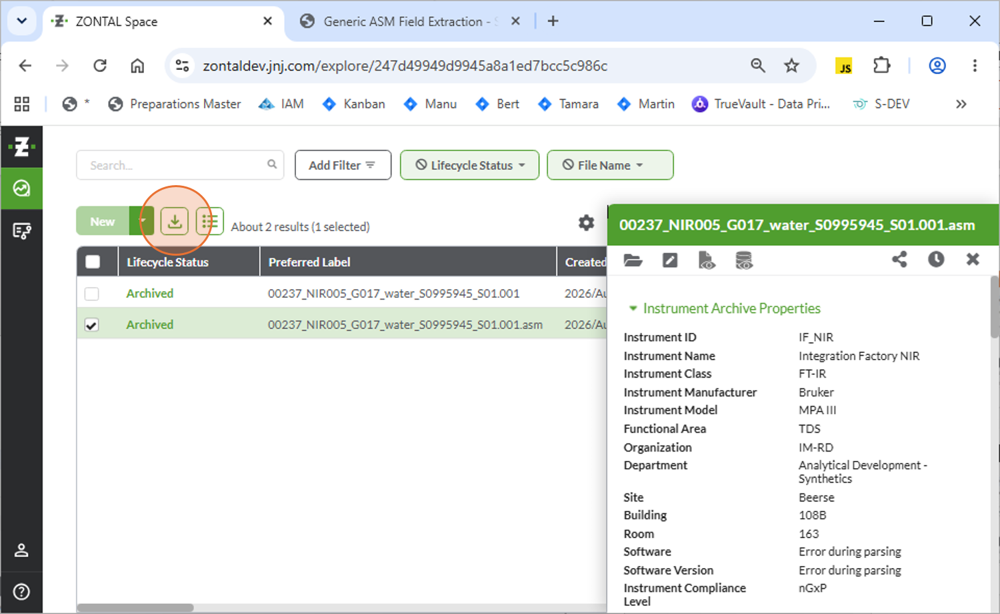 ZONTAL Space
Generic ASM Field Extraction -
zontaldev.jnj.com/explore/247d49949d9945a8a1ed7bcc5c986c
JS
*
Preparations Master
IAM
Kanban
Manu
Bert
Tamara
Martin
TrueVault - Data Pri...
S-DEV
Z
Search...
Add Filter
Lifecycle Status
File Name
New
About 2 results (1 selected)
Lifecycle Status
Preferred Label
Created
Archived
00237_NIR005_G017_water_S0995945_S01.001
2026/Au
Archived
00237_NIR005_G017_water_S0995945_S01.001.asm
2026/Au
00237_NIR005_G017_water_S0995945_S01.001.asm
Instrument Archive Properties
Instrument ID IF_NIR
Instrument Name Integration Factory NIR
Instrument Class FT-IR
Instrument Manufacturer Bruker
Instrument Model MPA III
Functional Area TDS
Organization IM-RD
Department Analytical Development -
Synthetics
Site Beerse
Building 108B
Room 163
Software Error during parsing
Software Version Error during parsing
Instrument Compliance nGxP
Level